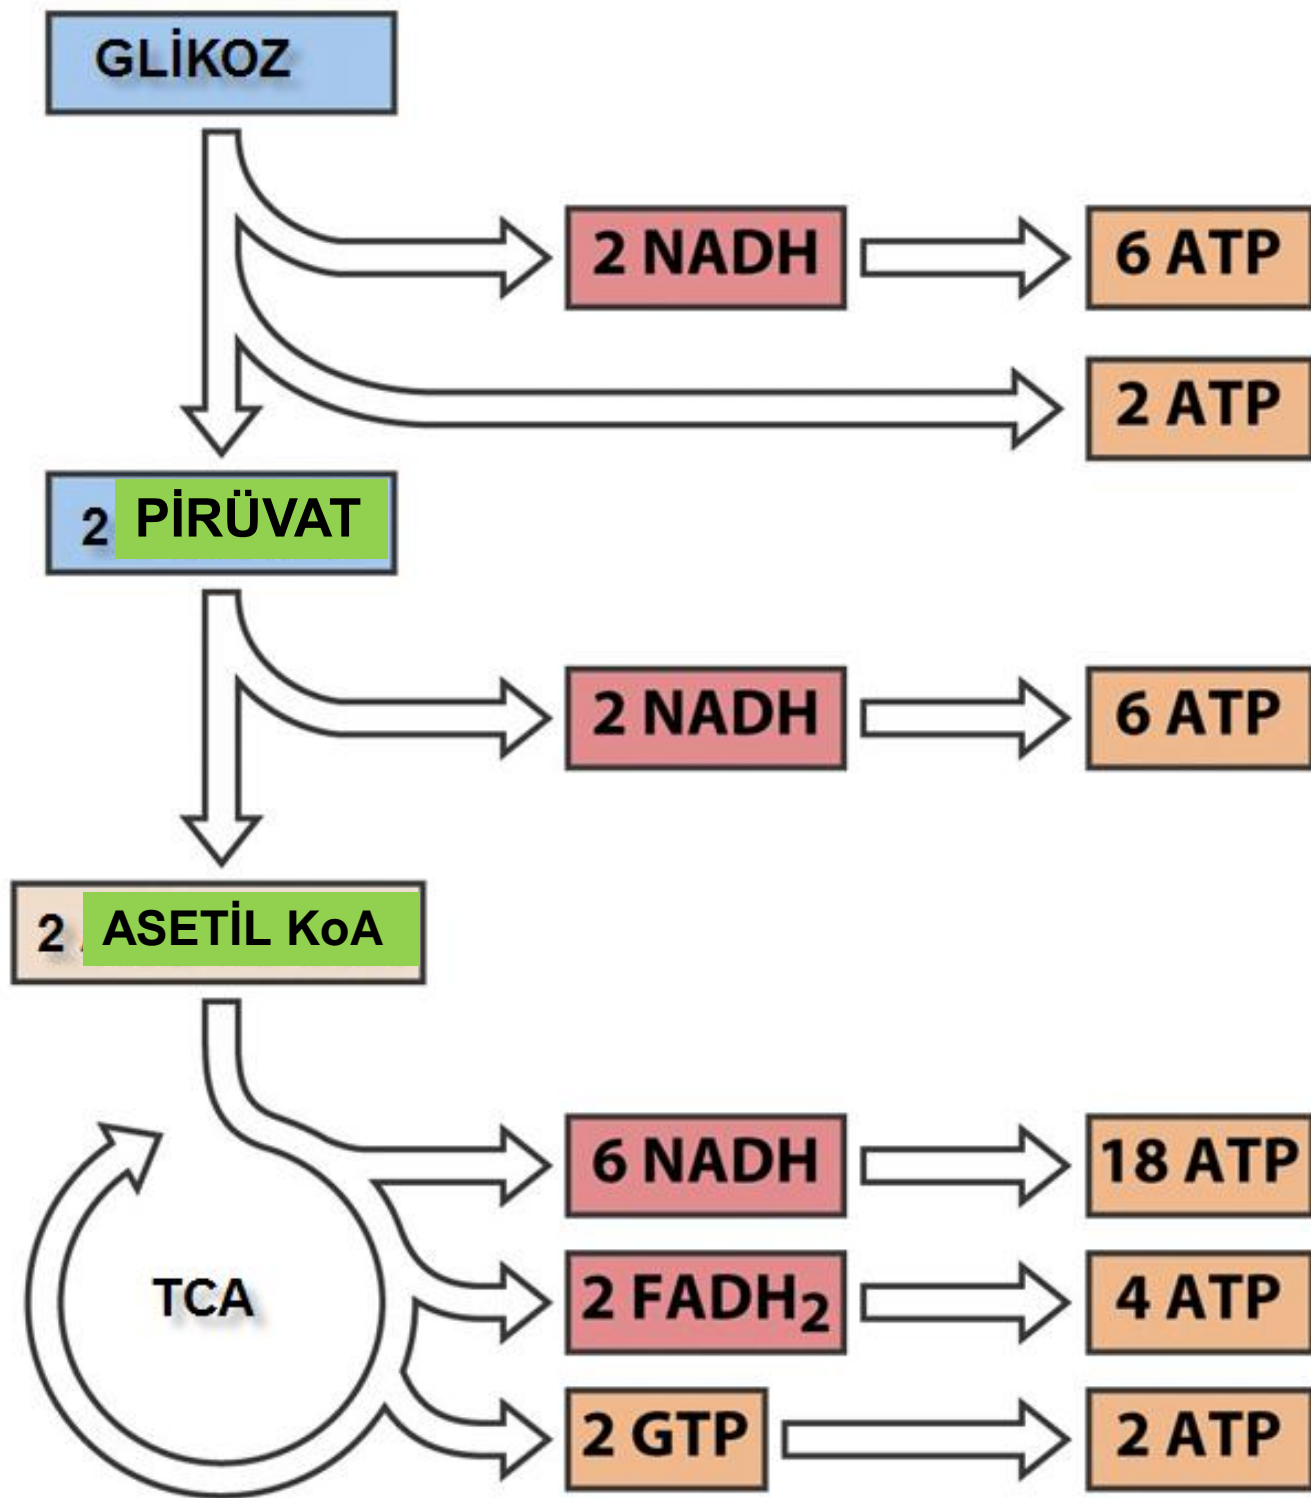 GLİKOZ
2 NADH
6 ATP
2 ATP
2 PİRÜVAT
2 NADH
6 ATP
2 ASETİL KoA
6 NADH
18 ATP
TCA
2 FADH₂
4 ATP
2 GTP
2 ATP